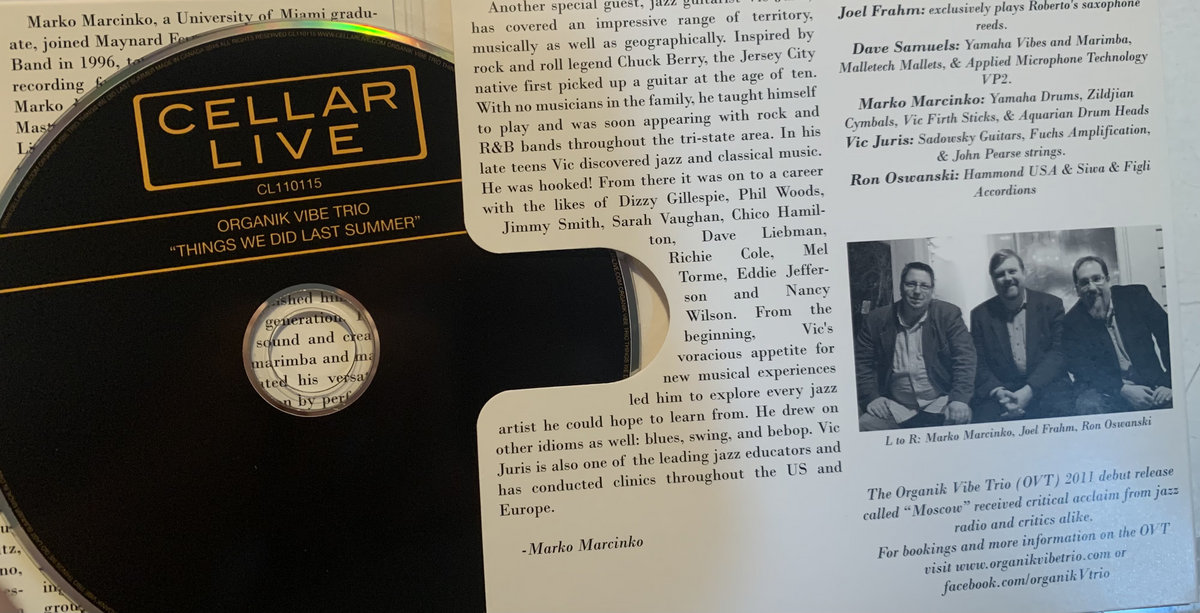 Marko Marcinko, a University of Miami gradu-
ate, joined Maynard
Band in 1996,
recording
Marko
CELLAR
LIVE
CL110115
ORGANIK VIBE TRIO
“THINGS WE DID LAST SUMMER”
generation
sound and
marimba and
his
by
Another special guest, jazz guitarist Vic
has covered an impressive range of territory,
musically as well as geographically. Inspired by
rock and roll legend Chuck Berry, the Jersey City
native first picked up a guitar at the age of ten.
With no musicians in the family, he taught himself
to play and was soon appearing with rock and
R&B bands throughout the tri-state area. In his
late teens Vic discovered jazz and classical music.
He was hooked! From there it was on to a career
with the likes of Dizzy Gillespie, Phil Woods,
Jimmy Smith, Sarah Vaughan, Chico Hamil-
ton, Dave Liebman,
Richie Cole, Mel
Torme, Eddie Jeffer-
son and Nancy
Wilson. From the
beginning, Vic's
voracious appetite for
new musical experiences
led him to explore every jazz
artist he could hope to learn from. He drew on
other idioms as well: blues, swing, and bebop. Vic
Juris is also one of the leading jazz educators and
has conducted clinics throughout the US and
Europe.
-Marko Marcinko
Joel Frahm: exclusively plays Roberto's saxophone
reeds.
Dave Samuels: Yamaha Vibes and Marimba,
Malletech Mallets, & Applied Microphone Technology
VP2.
Marko Marcinko: Yamaha Drums, Zildjian
Cymbals, Vic Firth Sticks, & Aquarian Drum Heads
Vic Juris: Sadowsky Guitars, Fuchs Amplification,
& John Pearse strings.
Ron Oswanski: Hammond USA & Siwa & Figli
Accordions
L to R: Marko Marcinko, Joel Frahm, Ron Oswanski
The Organik Vibe Trio (OVT) 2011 debut release
called “Moscow” received critical acclaim from jazz
radio and critics alike.
For bookings and more information on the OVT
visit www.organikvibetrio.com or
facebook.com/organikVtrio